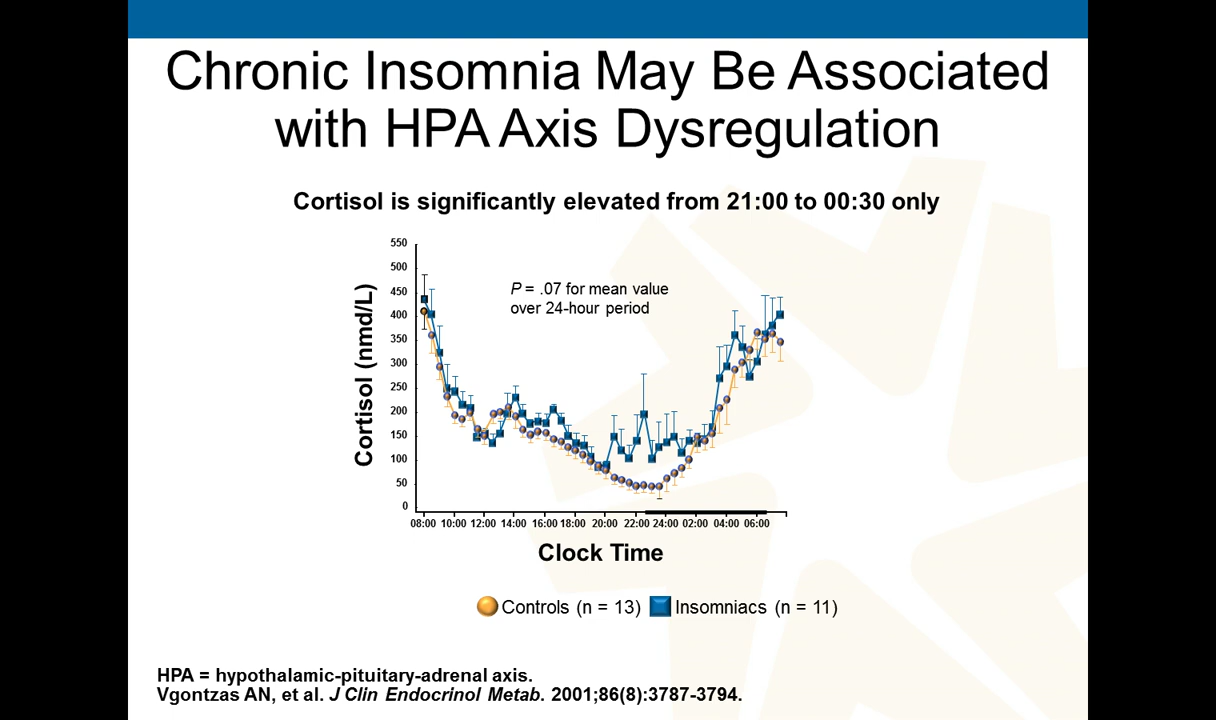 Chronic Insomnia May Be Associated
with HPA Axis Dysregulation
Cortisol is significantly elevated from 21:00 to 00:30 only
Cortisol (nmd/L)
550
500
450
400
350
300
250
200
150
100
50
0
P = .07 for mean value
over 24-hour period
08:00 10:00 12:00 14:00 16:00 18:00 20:00 22:00 24:00 02:00 04:00 06:00
Clock Time
Controls (n = 13) Insomniacs (n = 11)
HPA = hypothalamic-pituitary-adrenal axis.
Vgontzas AN, et al. J Clin Endocrinol Metab. 2001;86(8):3787-3794.